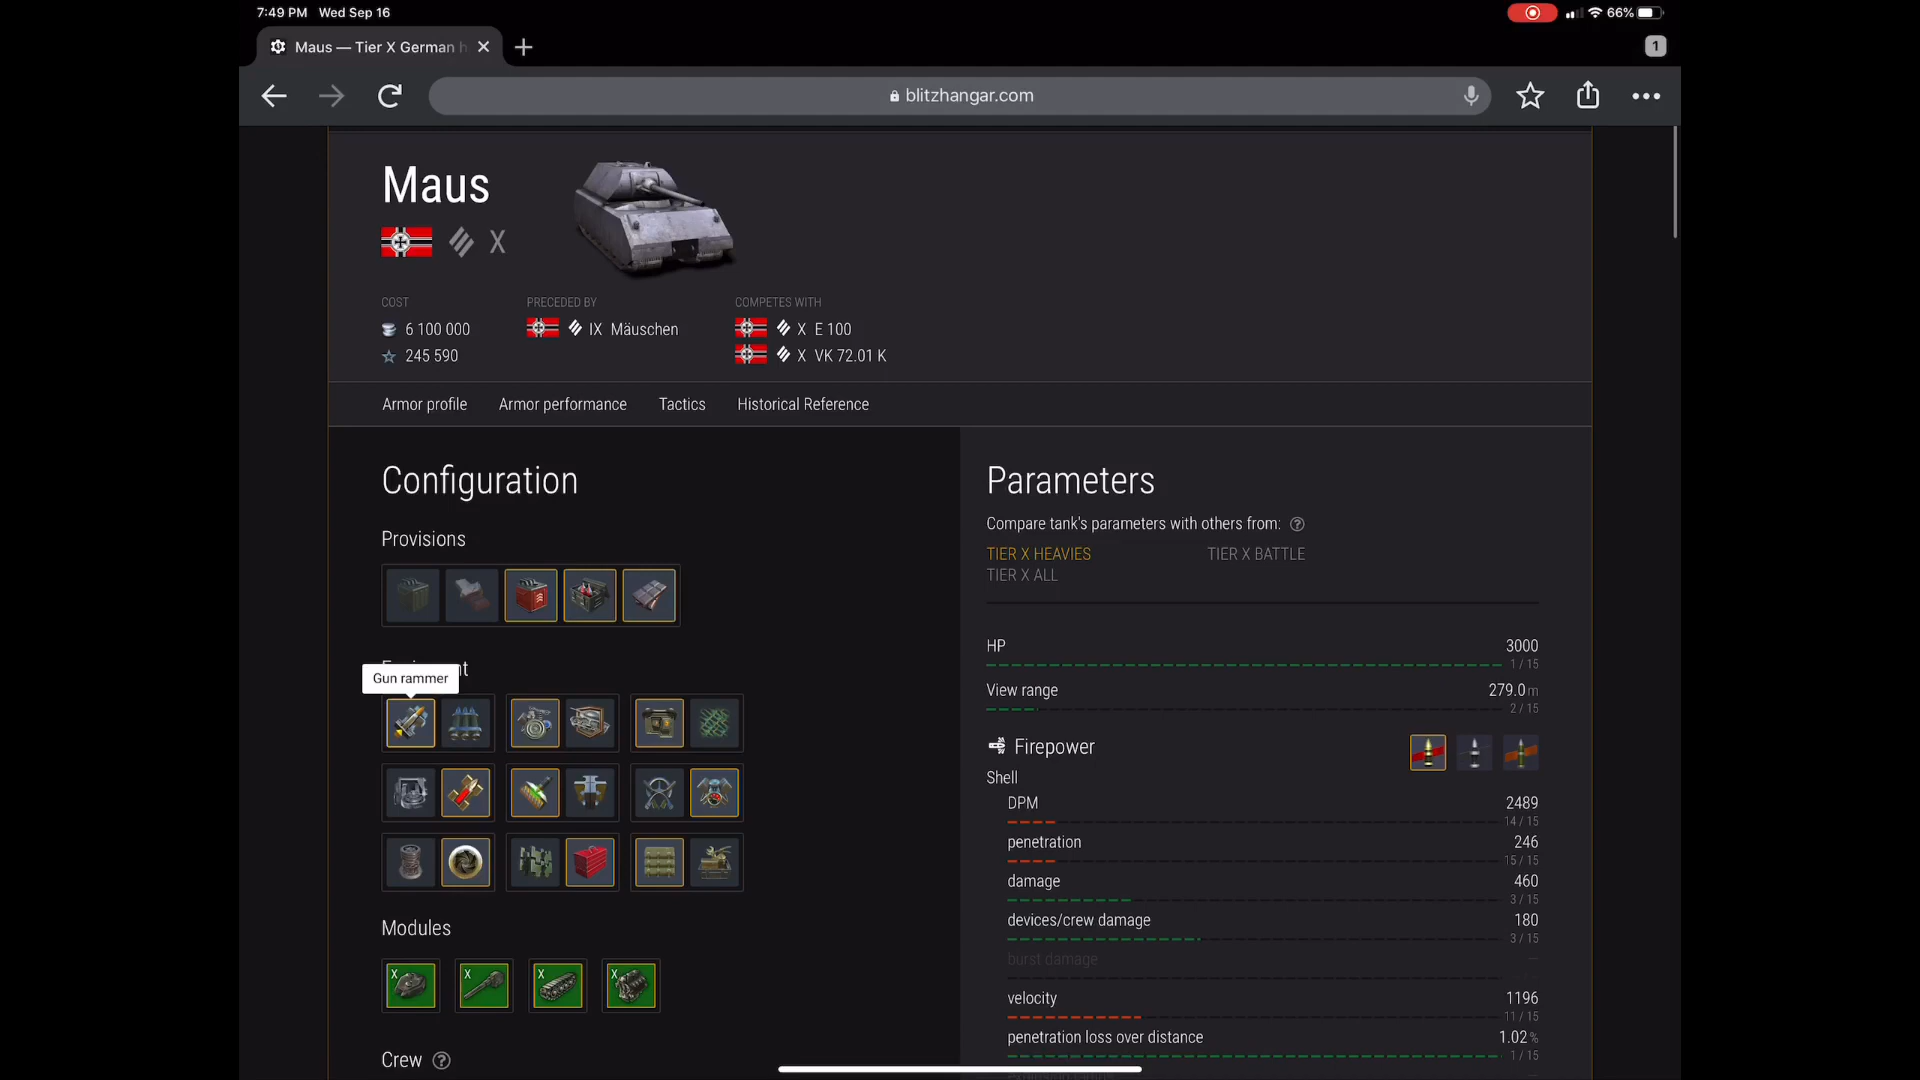 7:49 PM Wed Sep 16
66%
Maus — Tier X German h
1
blitzhangar.com
Maus
X
COST
PRECEDED BY
COMPETES WITH
6 100 000
IX Mäuschen
X E 100
245 590
X VK 72.01 K
Armor profile
Armor performance
Tactics
Historical Reference
Configuration
Provisions
Gun rammer
Modules
X
X
X
X
Crew ?
Parameters
Compare tank's parameters with others from: ?
TIER X HEAVIES
TIER X BATTLE
TIER X ALL
HP 3000
1 / 15
View range 279.0 m
2 / 15
Firepower
Shell
DPM 2489
14 / 15
penetration 246
15 / 15
damage 460
3 / 15
devices/crew damage 180
3 / 15
burst damage —
velocity 1196
11 / 15
penetration loss over distance 1.02 %
1 / 15